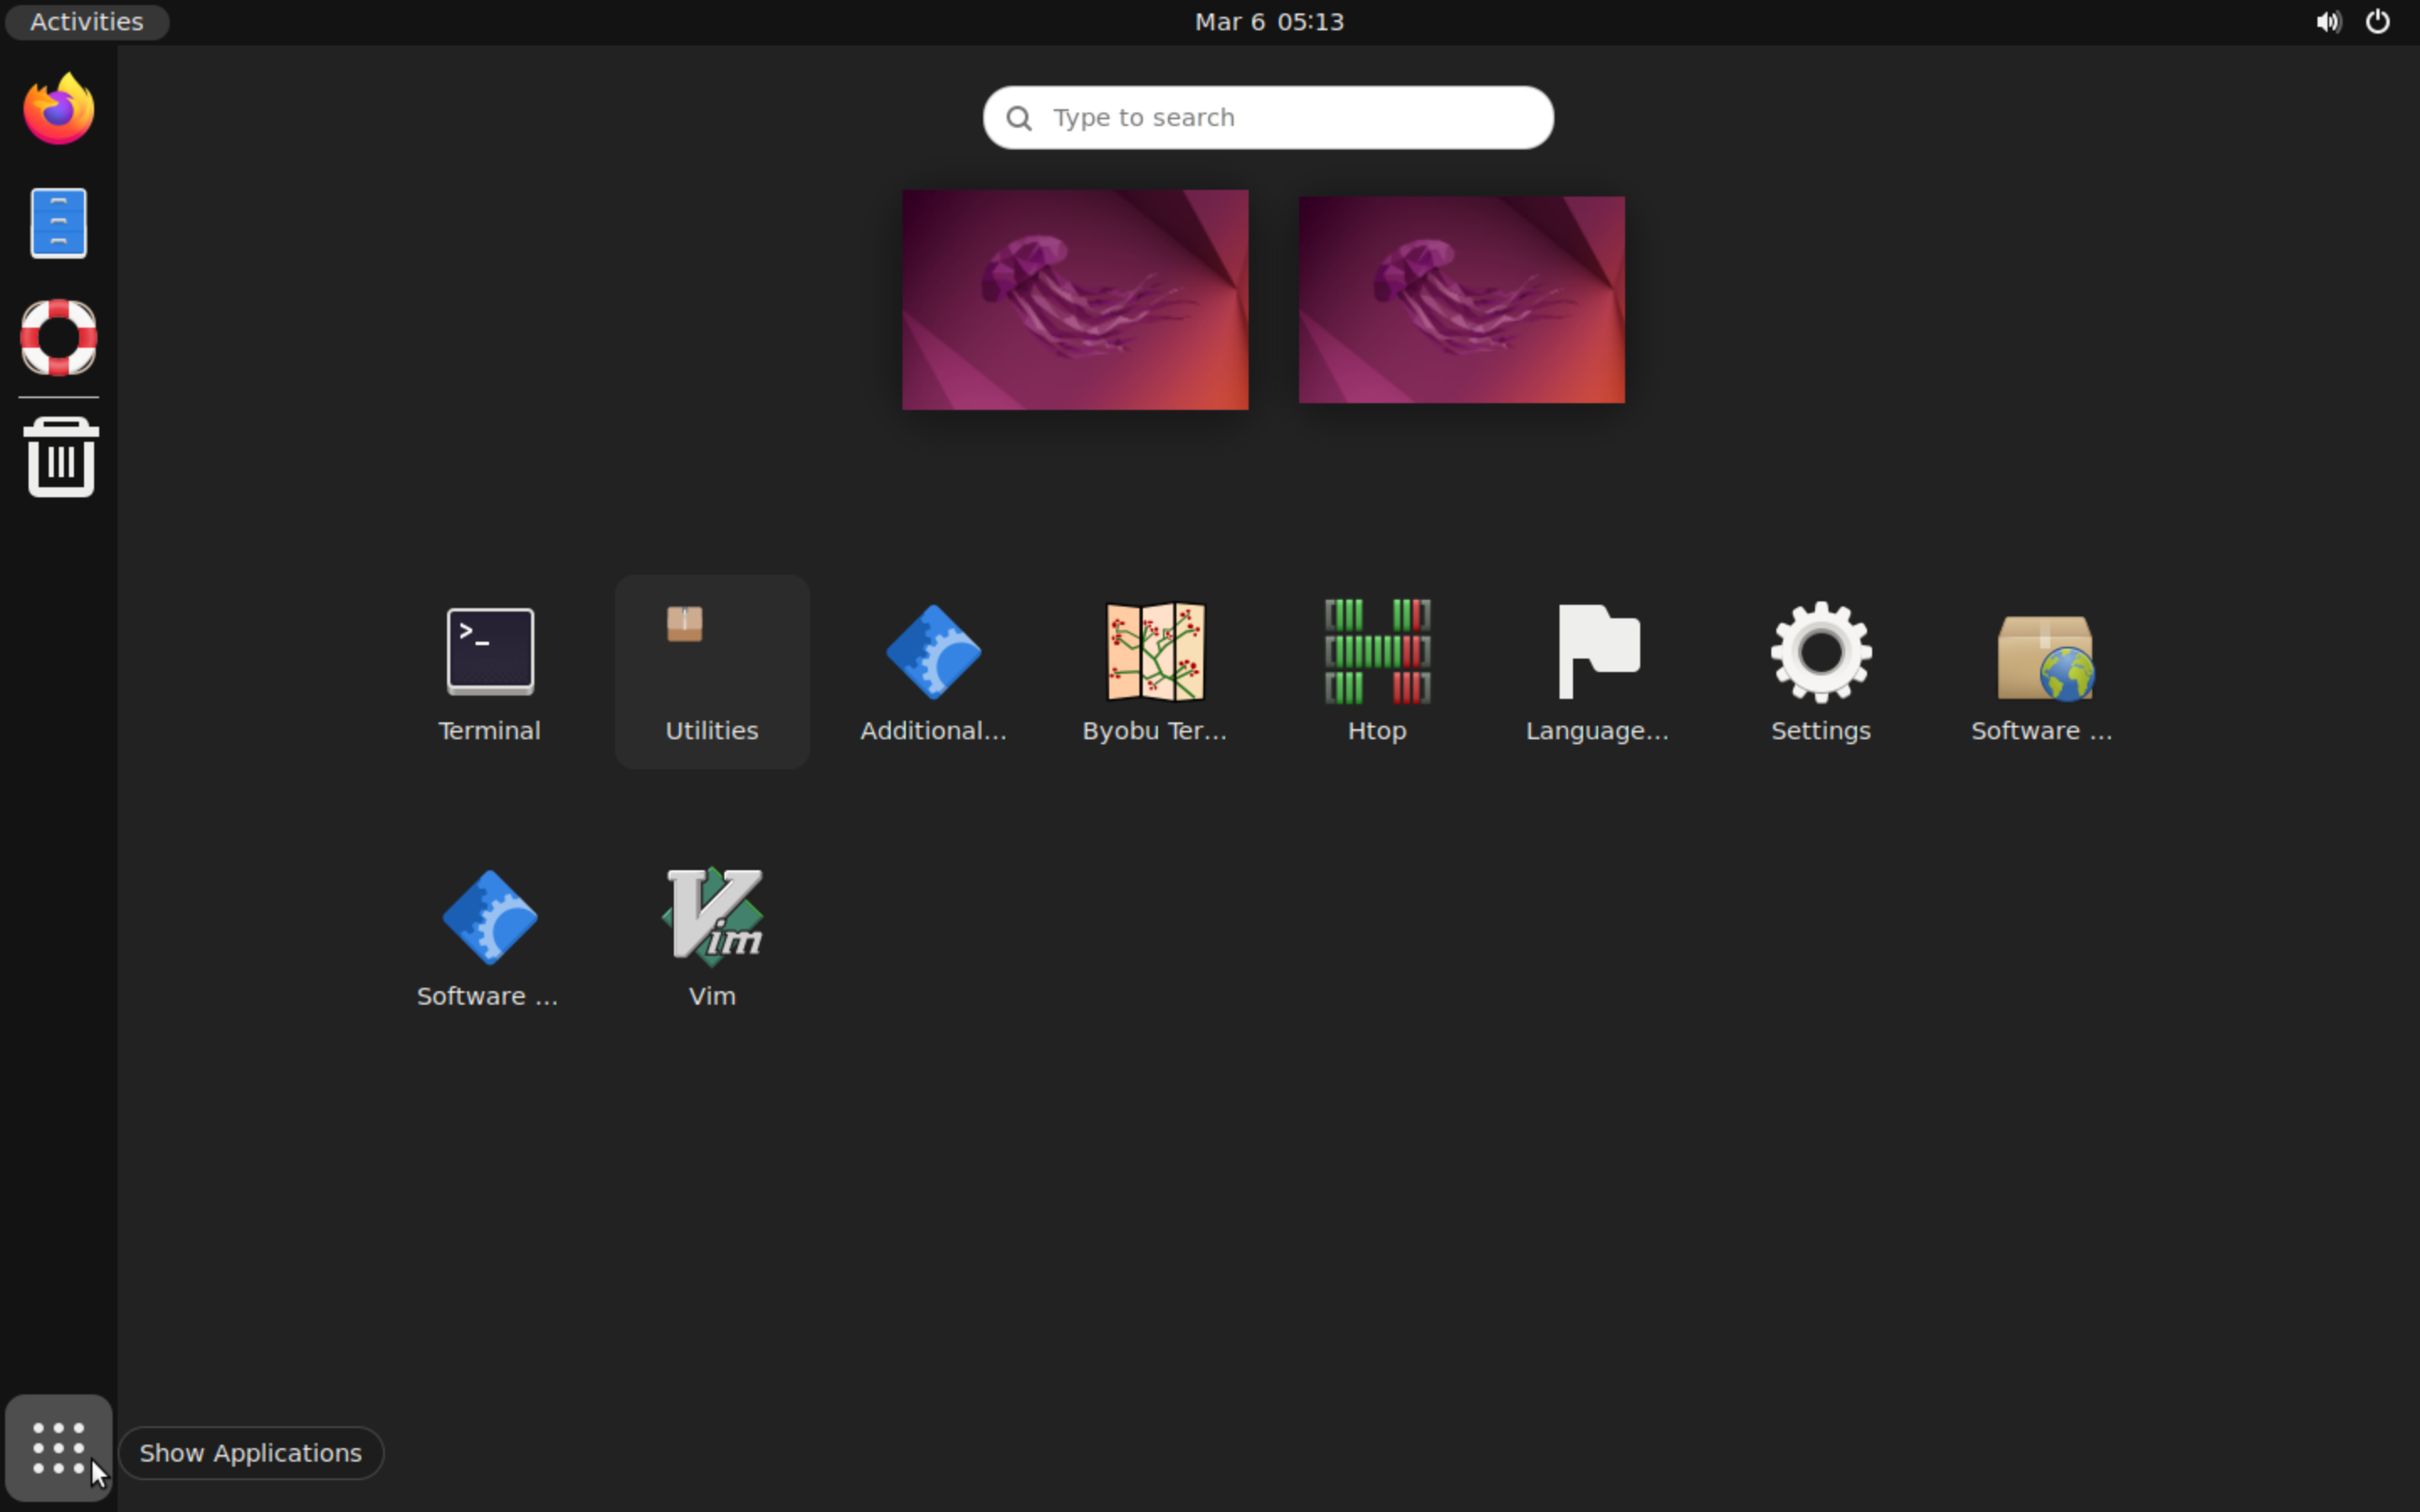 Activities
Mar 6 05:13
Type to search
>_
Terminal
Utilities
Additional...
Byobu Ter...
Htop
Language...
Settings
Software ...
Software ...
Vim
Vim
Show Applications